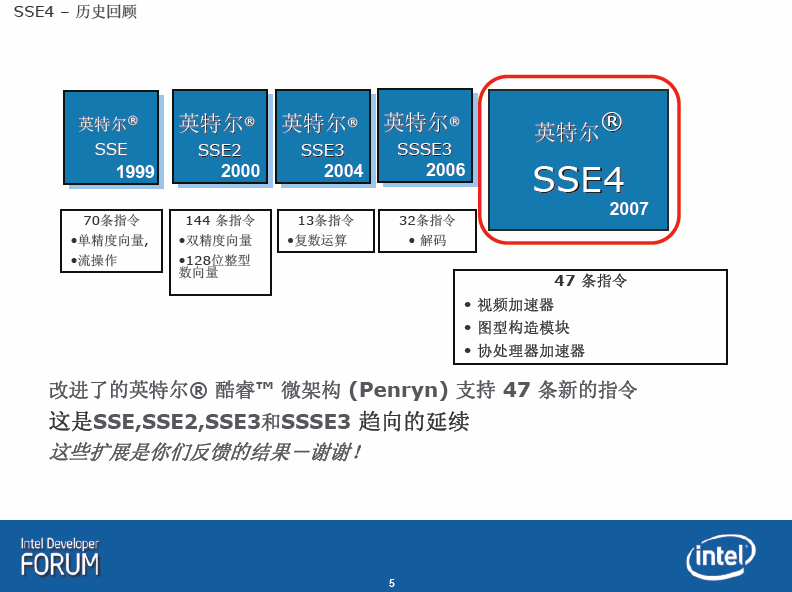 SSE4 – 历史回顾
英特尔®
SSE
1999
英特尔®
SSE2
2000
英特尔®
SSE3
2004
英特尔®
SSSE3
2006
英特尔®
SSE4
2007
70条指令
•单精度向量,
•流操作
144 条指令
•双精度向量
•128位整型
数向量
13条指令
•复数运算
32条指令
• 解码
47 条指令
• 视频加速器
• 图型构造模块
• 协处理器加速器
改进了的英特尔® 酷睿™ 微架构 (Penryn) 支持 47 条新的指令
这是SSE,SSE2,SSE3和SSSE3 趋向的延续
这些扩展是你们反馈的结果－谢谢！
Intel Developer
FORUM
intel®
5